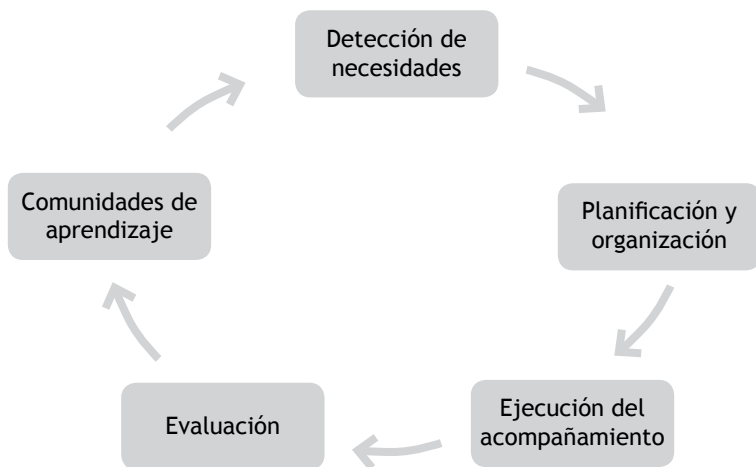 Detección de
necesidades
Planificación y
organización
Ejecución del
acompañamiento
Evaluación
Comunidades de
aprendizaje